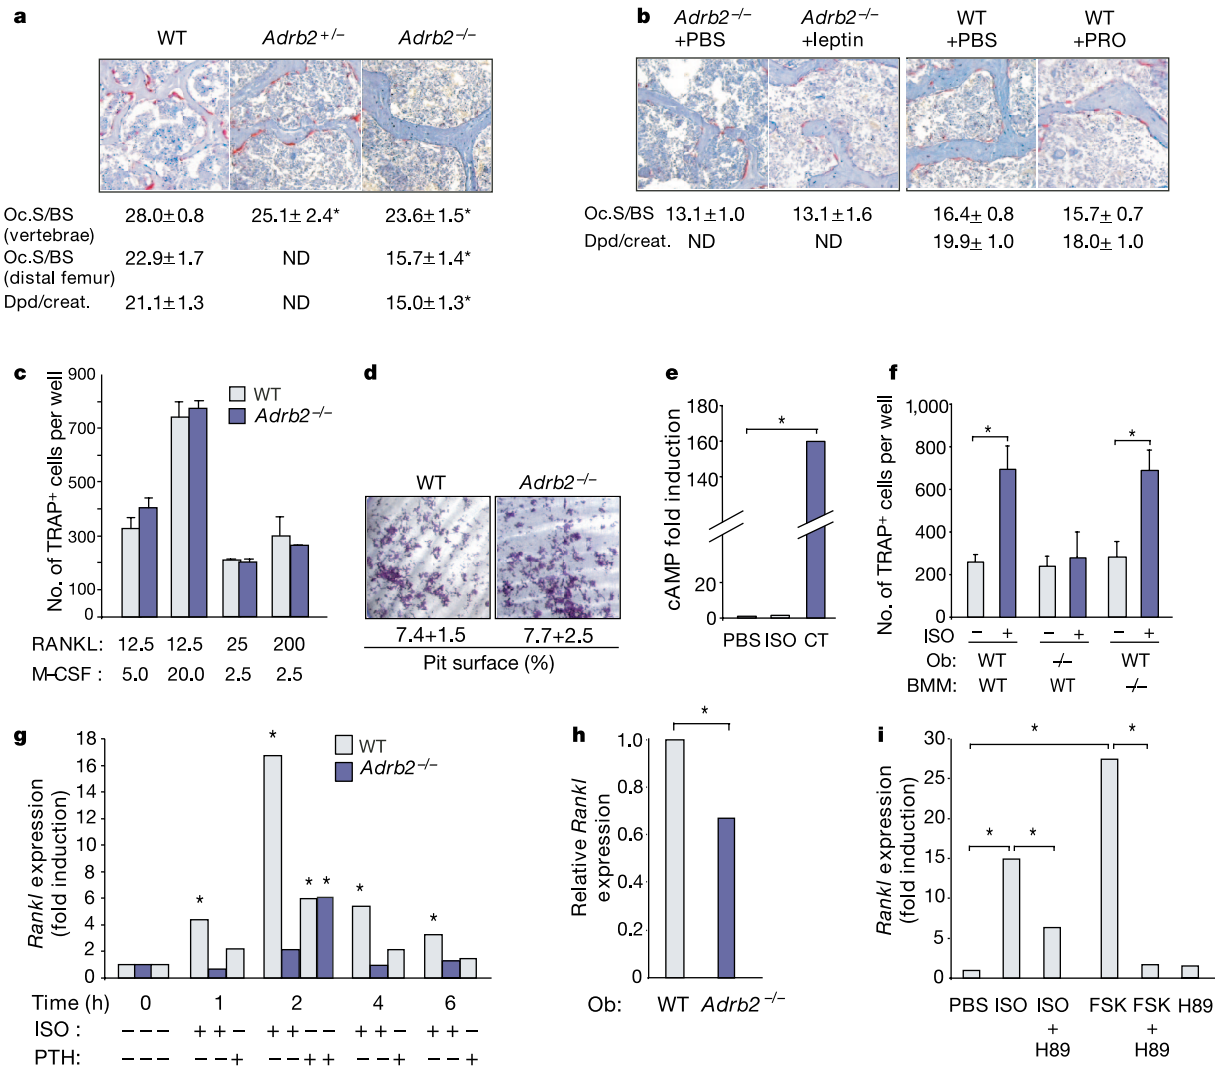 a
WT Adrb2+/– Adrb2–/–
Oc.S/BS 28.0±0.8 25.1±2.4* 23.6±1.5*
(vertebrae)
Oc.S/BS 22.9±1.7 ND 15.7±1.4*
(distal femur)
Dpd/creat. 21.1±1.3 ND 15.0±1.3*
b
Adrb2–/– Adrb2–/– WT WT
+PBS +leptin +PBS +PRO
Oc.S/BS 13.1±1.0 13.1±1.6 16.4±0.8 15.7±0.7
Dpd/creat. ND ND 19.9±1.0 18.0±1.0
c
No. of TRAP+ cells per well
900
700
500
300
100
0
WT
Adrb2–/–
RANKL: 12.5 12.5 25 200
M–CSF : 5.0 20.0 2.5 2.5
d
WT Adrb2–/–
7.4+1.5 7.7+2.5
Pit surface (%)
e
cAMP fold induction
180
160
140
20
0
*
PBS ISO CT
f
No. of TRAP+ cells per well
1,000
800
600
400
200
0
* *
ISO – + – + – +
Ob: WT –/– WT
BMM: WT WT –/–
g
Rankl expression
(fold induction)
18
16
14
12
10
8
6
4
2
0
WT
Adrb2–/–
* * * * * *
Time (h) 0 1 2 4 6
ISO : – – – + + – + + – – + + – + + –
PTH: – – – – – + – – + + – – + – – +
h
Relative Rankl
expression
1.0
0.8
0.6
0.4
0.2
0
*
Ob: WT Adrb2–/–
i
Rankl expression
(fold induction)
30
25
20
15
10
5
0
* *
* *
PBS ISO ISO FSK FSK H89
+ +
H89 H89